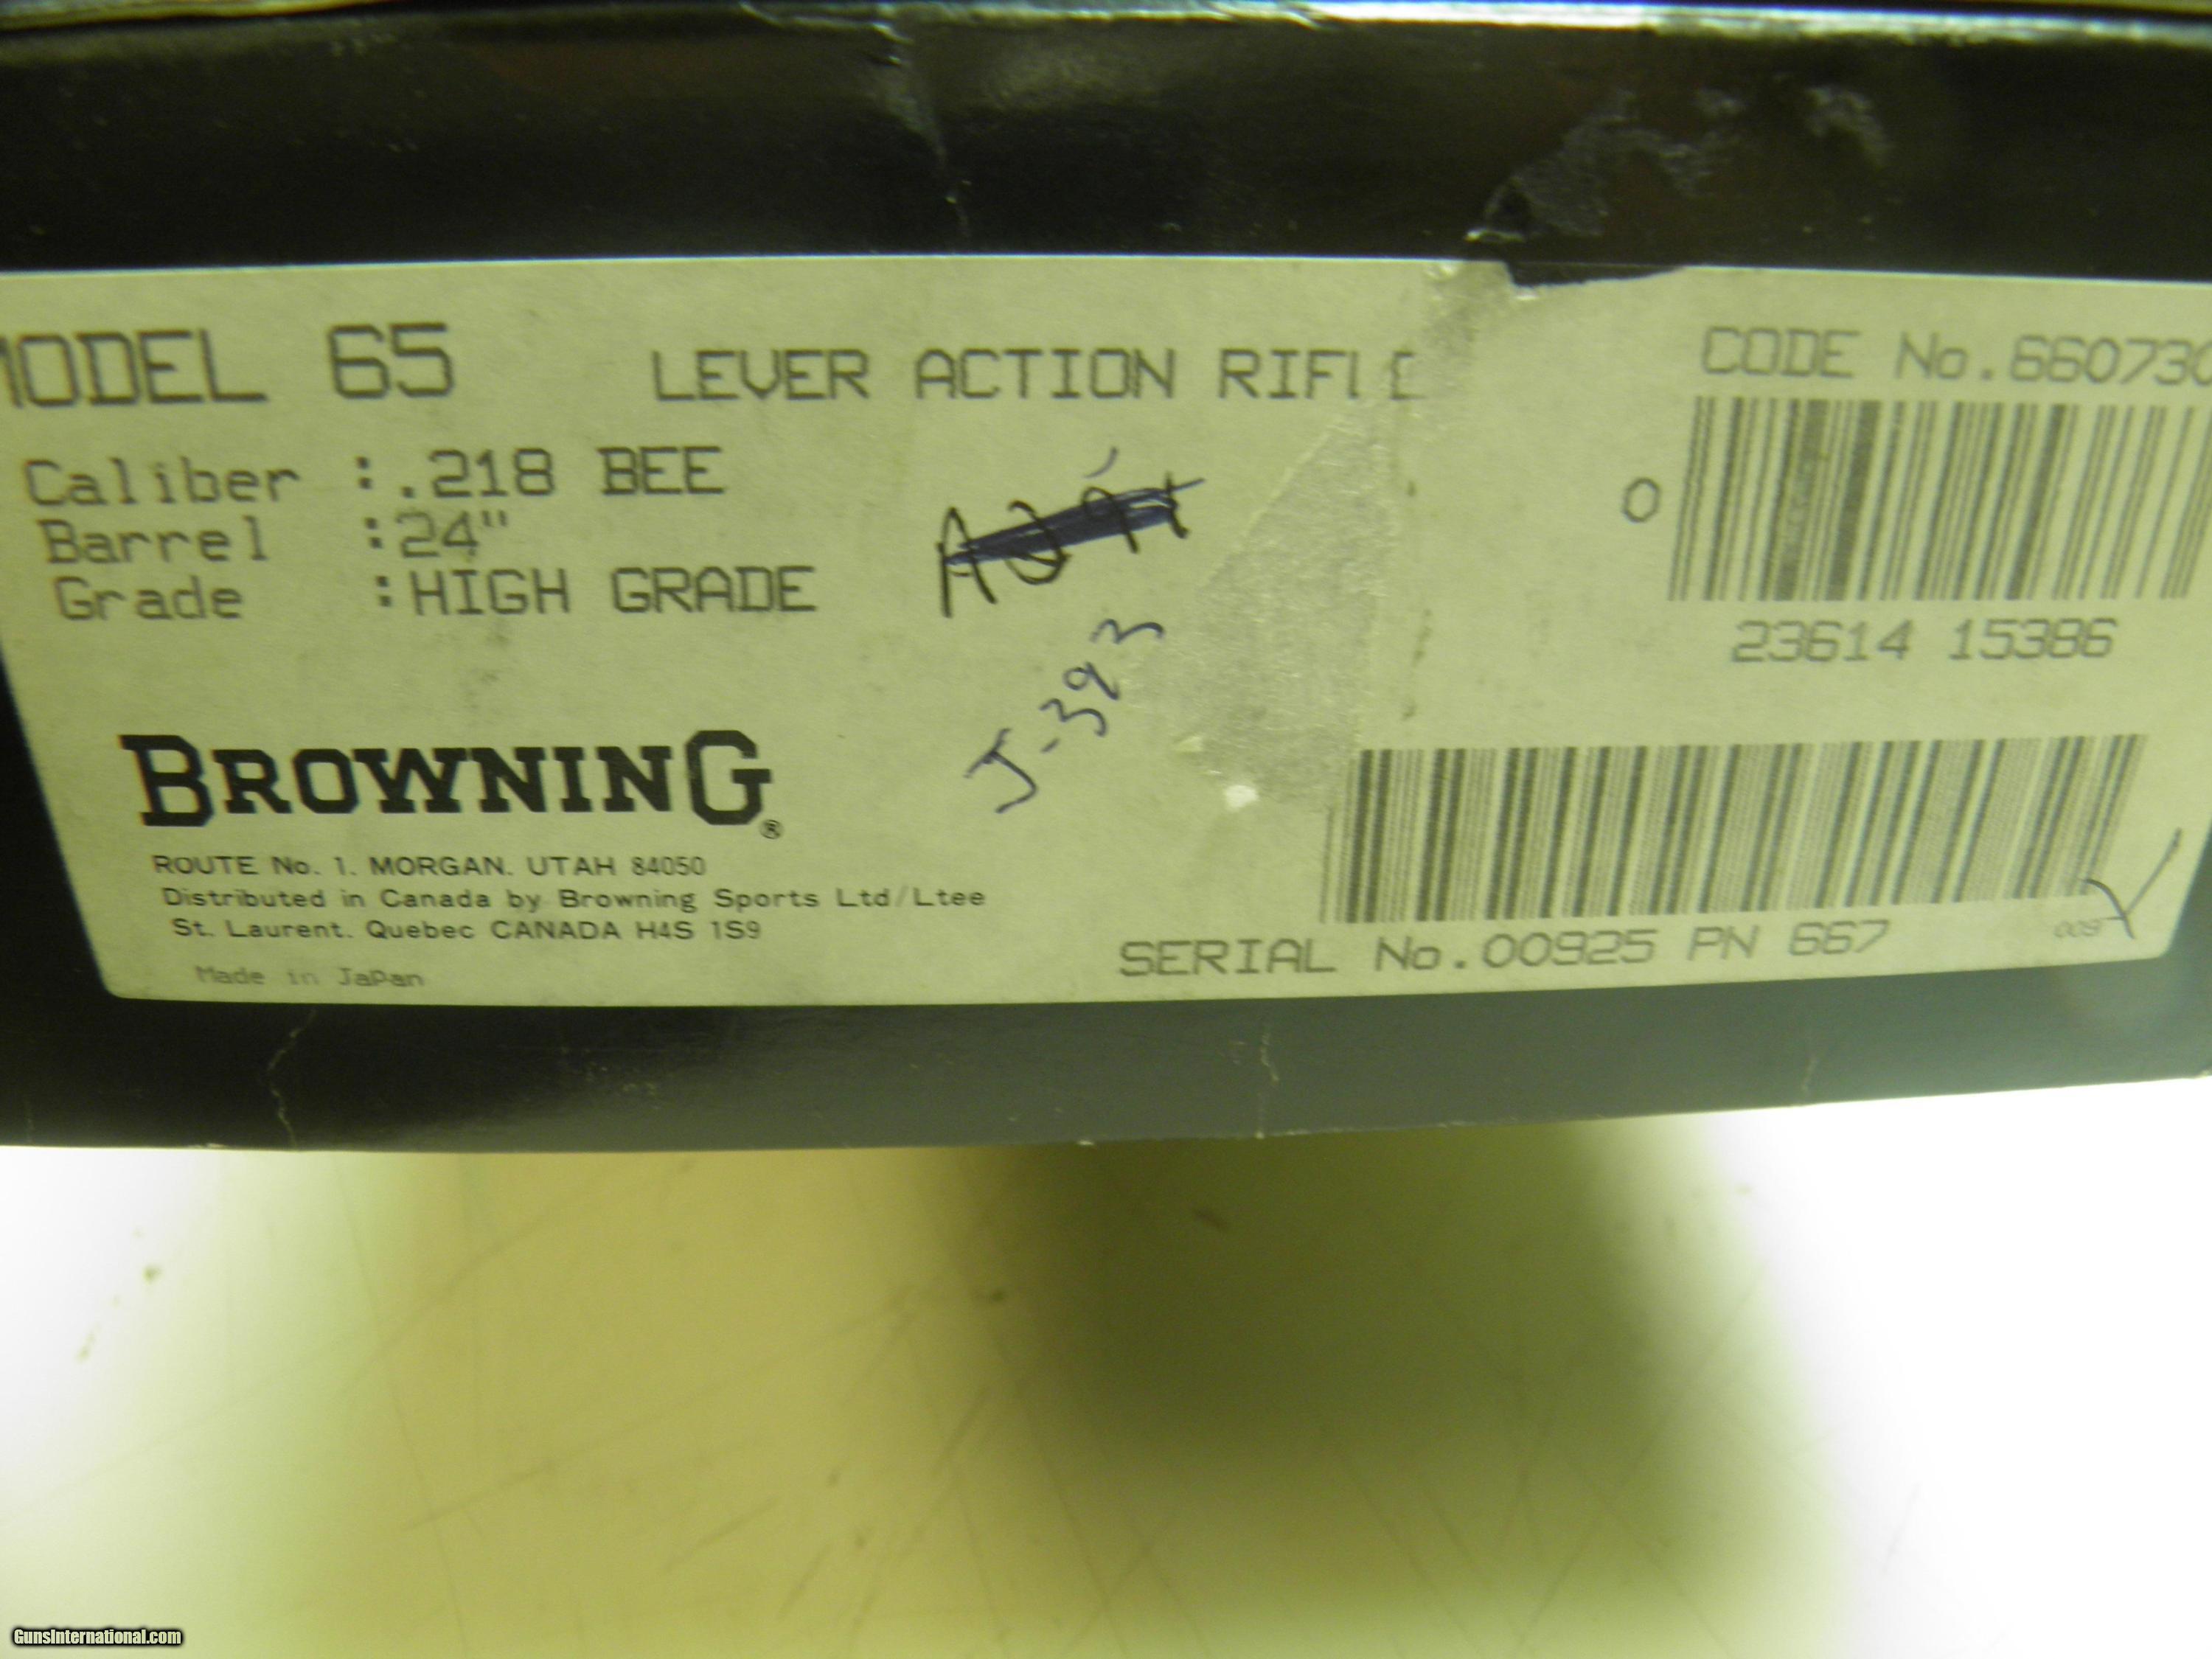 MODEL 65 LEVER ACTION RIFLE
CODE No.660730
Caliber :.218 BEE
Barrel :24"
Grade :HIGH GRADE
J-393
0
23614 15386
BROWNING®
ROUTE No. 1. MORGAN. UTAH 84050
Distributed in Canada by Browning Sports Ltd/Ltee
St. Laurent. Quebec CANADA H4S 1S9
Made in Japan
SERIAL No.00925 PN 667
GunsInternational.com